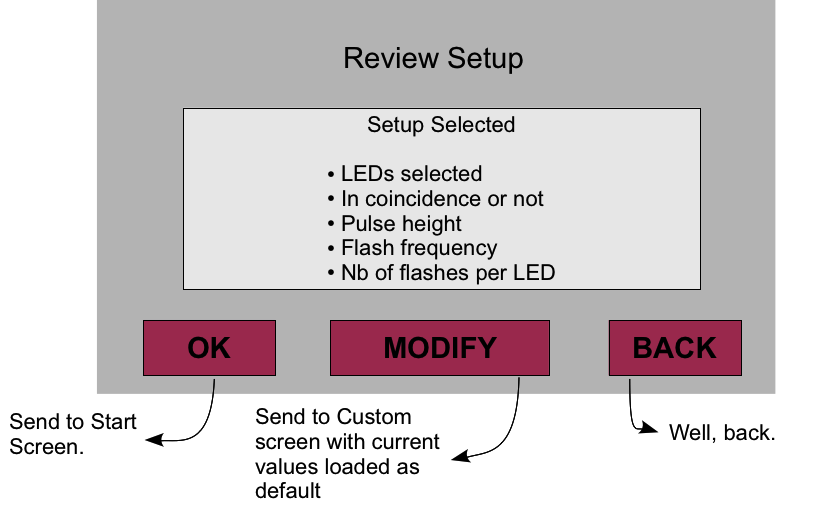 Review Setup
Setup Selected
• LEDs selected
• In coincidence or not
• Pulse height
• Flash frequency
• Nb of flashes per LED
OK
MODIFY
BACK
Send to Start
Screen.
Send to Custom
screen with current
values loaded as
default
Well, back.